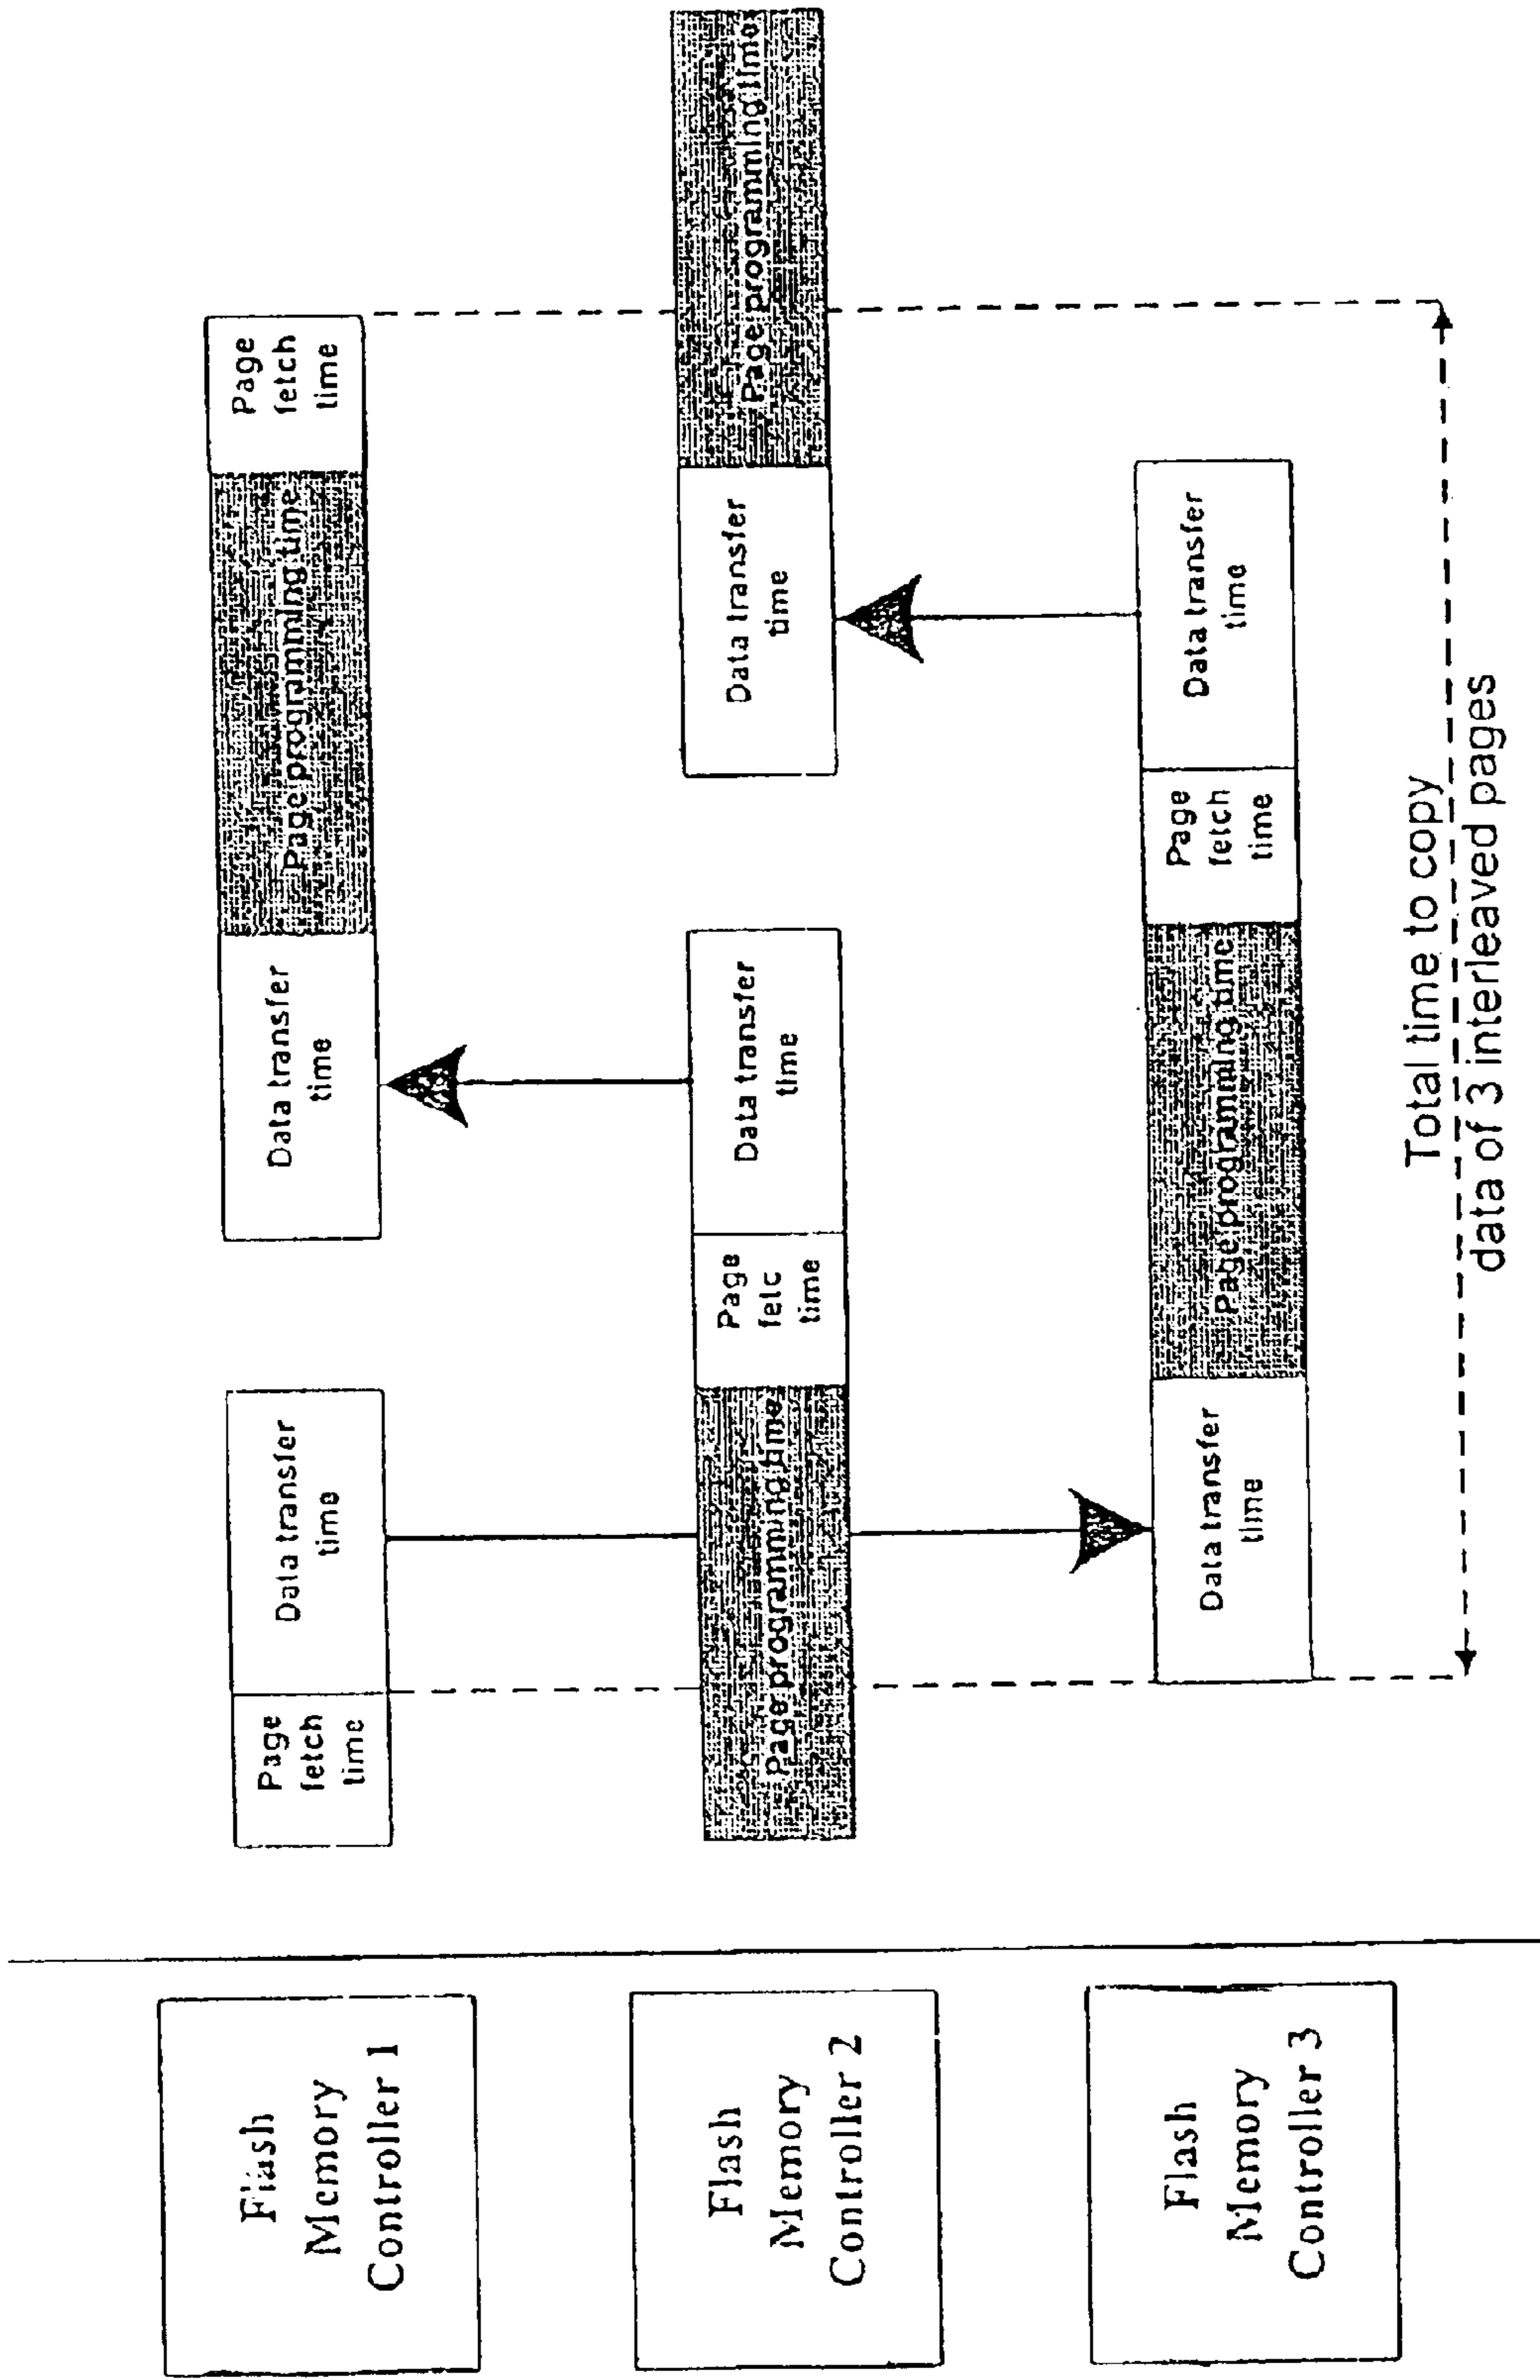 Flash
Memory
Controller 1
Page
fetch
time
Data transfer
time
Data transfer
time
Page programming time
Page
fetch
time
Flash
Memory
Controller 2
Page programming time
Page
fetc
time
Data transfer
time
Data transfer
time
Page programming time
Flash
Memory
Controller 3
Data transfer
time
Page programming time
Page
fetch
time
Data transfer
time
Total time to copy
data of 3 interleaved pages